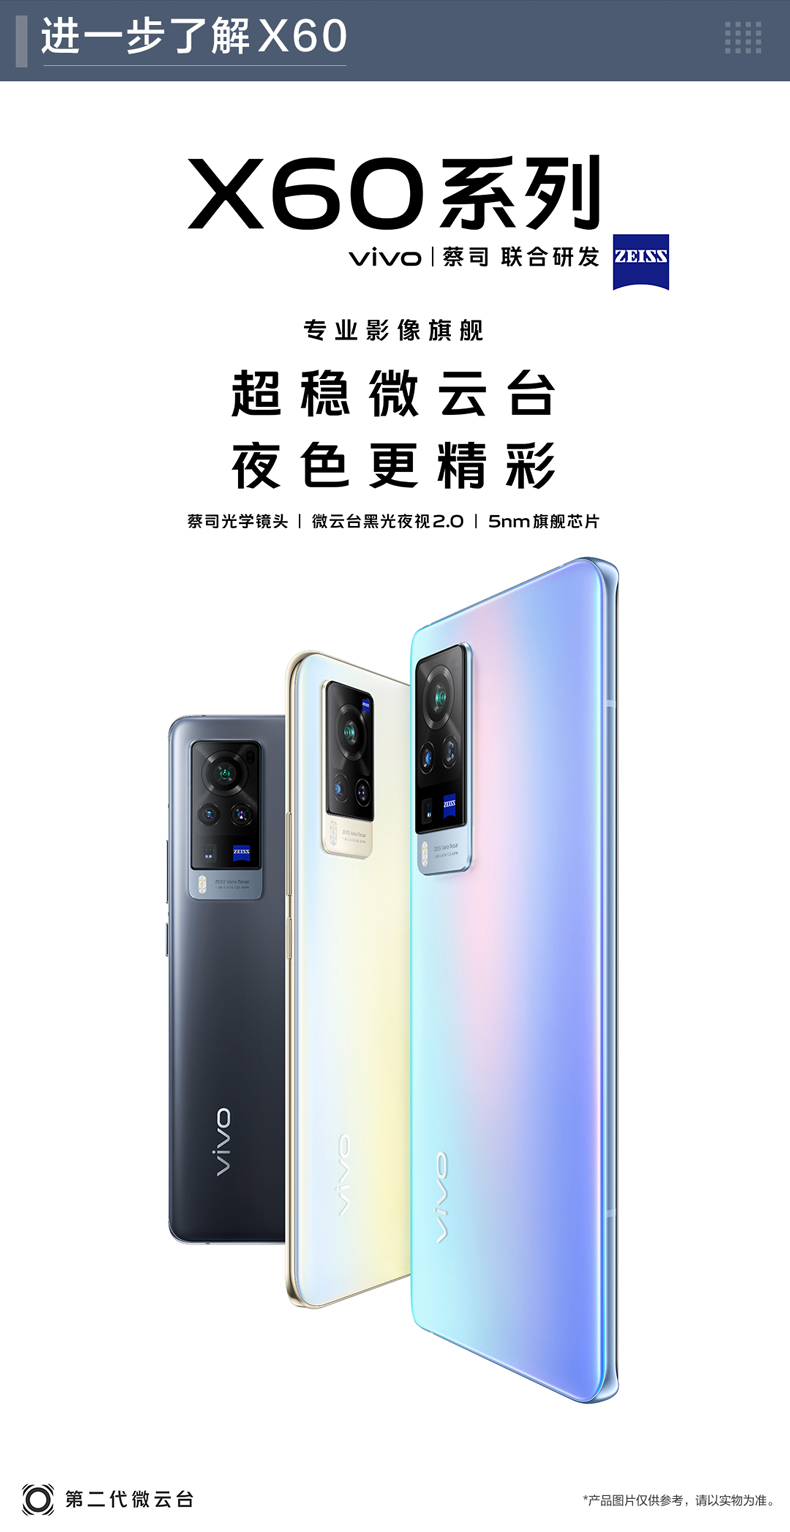 进一步了解X60
X60系列
vivo | 蔡司 联合研发 ZEISS
专业影像旗舰
超稳微云台
夜色更精彩
蔡司光学镜头 | 微云台黑光夜视2.0 | 5nm旗舰芯片
ZEISS
ZEISS
vivo
vivo
vivo
第二代微云台
*产品图片仅供参考，请以实物为准。